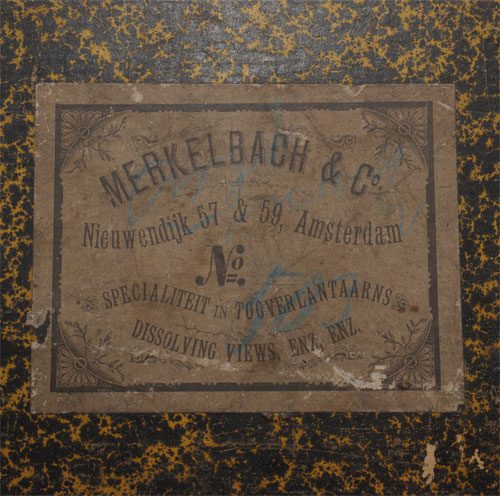 MERKELBACH & Co.
Nieuwendijk 57 & 59, Amsterdam
No.
SPECIALITEIT in TOOVERLANTAARNS
DISSOLVING VIEWS, ENZ, ENZ.